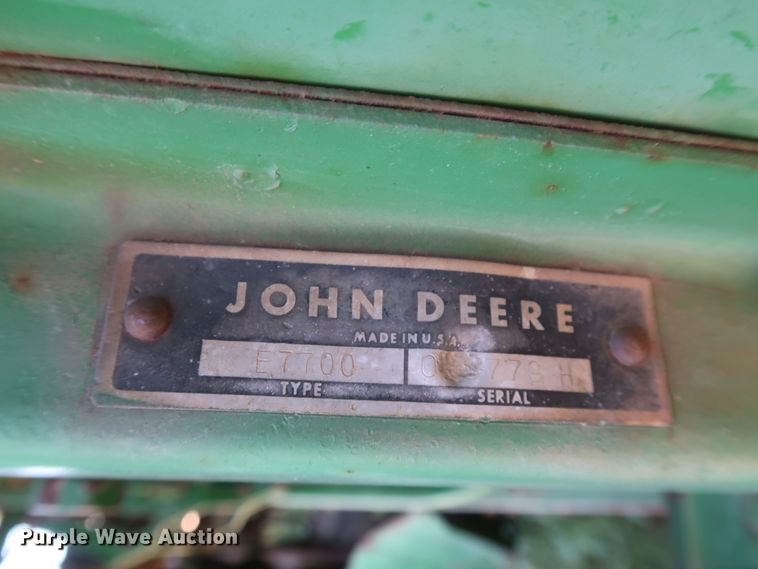 JOHN DEERE
MADE IN U.S.A.
E7700
TYPE SERIAL
Purple Wave Auction